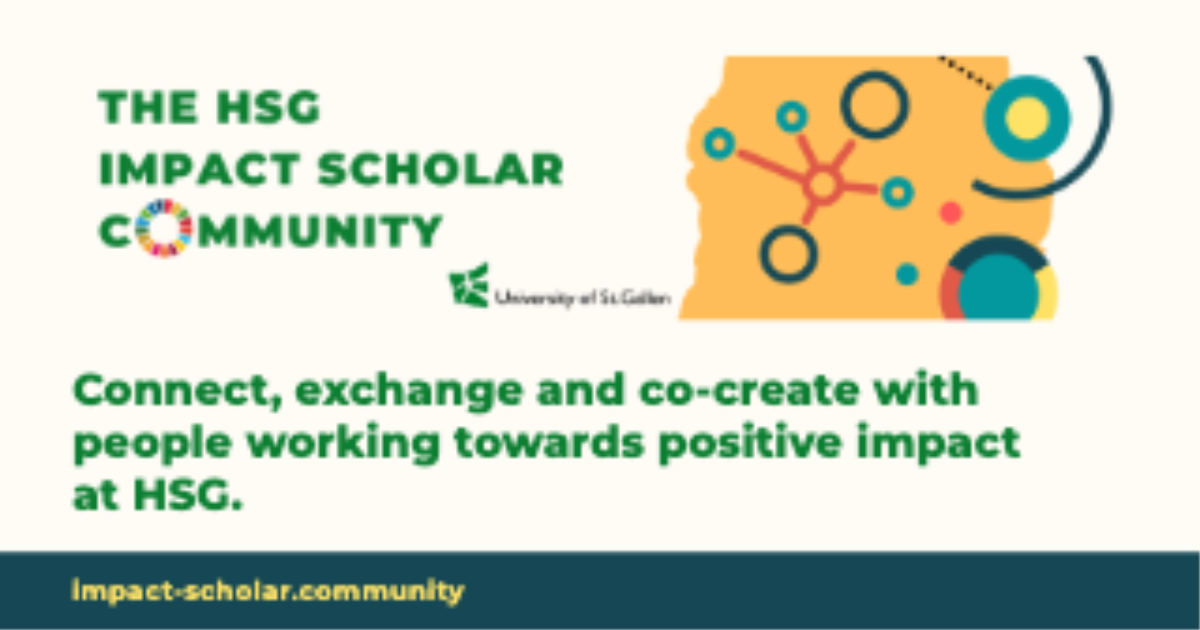 THE HSG
IMPACT SCHOLAR
COMMUNITY
University of St.Gallen
Connect, exchange and co-create with
people working towards positive impact
at HSG.
impact-scholar.community